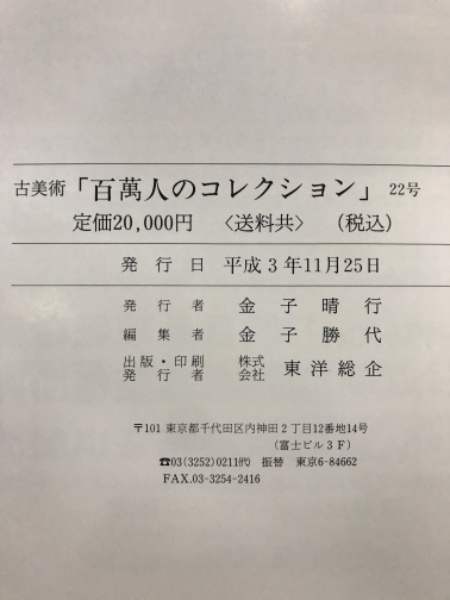 古美術「百萬人のコレクション」 22号
定価20,000円 〈送料共〉 (税込)
発行日 平成3年11月25日
発行者 金子晴行
編集者 金子勝代
出版・印刷 株式
発行者 会社 東洋総企
〒101 東京都千代田区内神田2丁目12番地14号
(富士ビル3F)
☎03(3252)0211㈹ 振替 東京6-84662
FAX.03-3254-2416